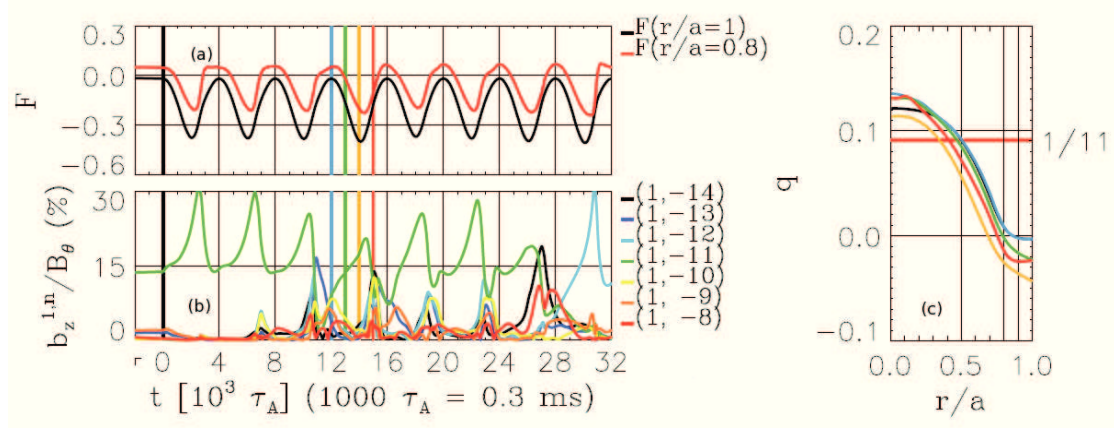 0.3
0.0
−0.3
−0.6
F
(a)
F(r/a=1)
F(r/a=0.8)
30
15
0
b_z^{1,n}/B_θ (%)
(b)
(1,−14)
(1,−13)
(1,−12)
(1,−11)
(1,−10)
(1, −9)
(1, −8)
r 0 4 8 12 16 20 24 28 32
t [10^3 τ_A] (1000 τ_A = 0.3 ms)
0.2
0.1
0.0
−0.1
q
1/11
(c)
0.0 0.5 1.0
r/a